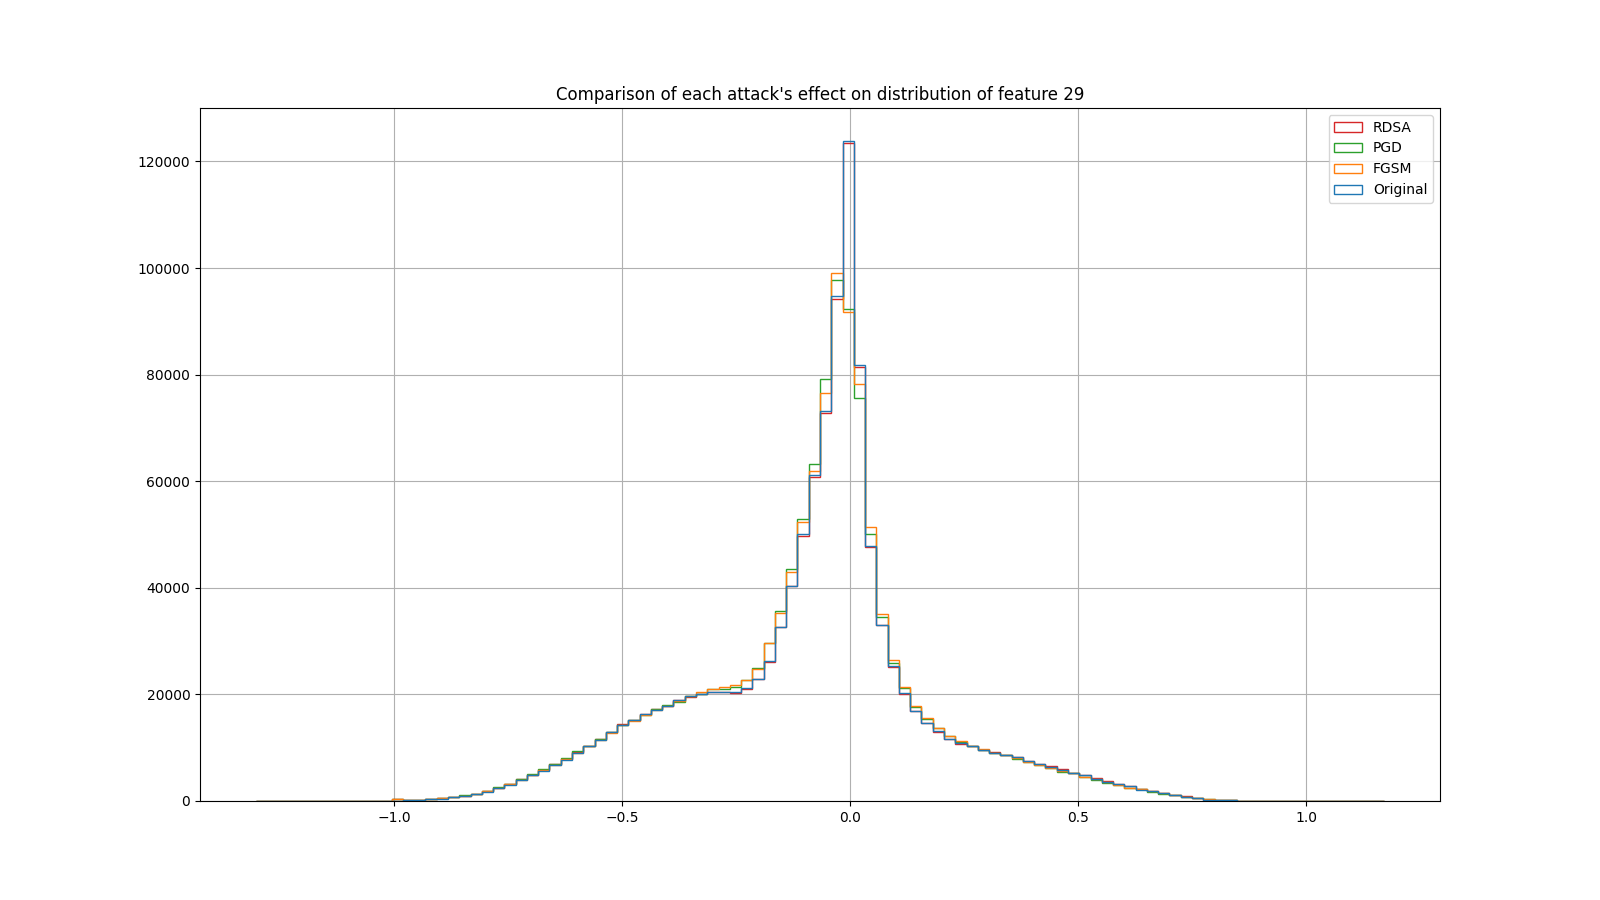 Comparison of each attack's effect on distribution of feature 29
RDSA
PGD
FGSM
Original
120000
100000
80000
60000
40000
20000
0
−1.0 −0.5 0.0 0.5 1.0